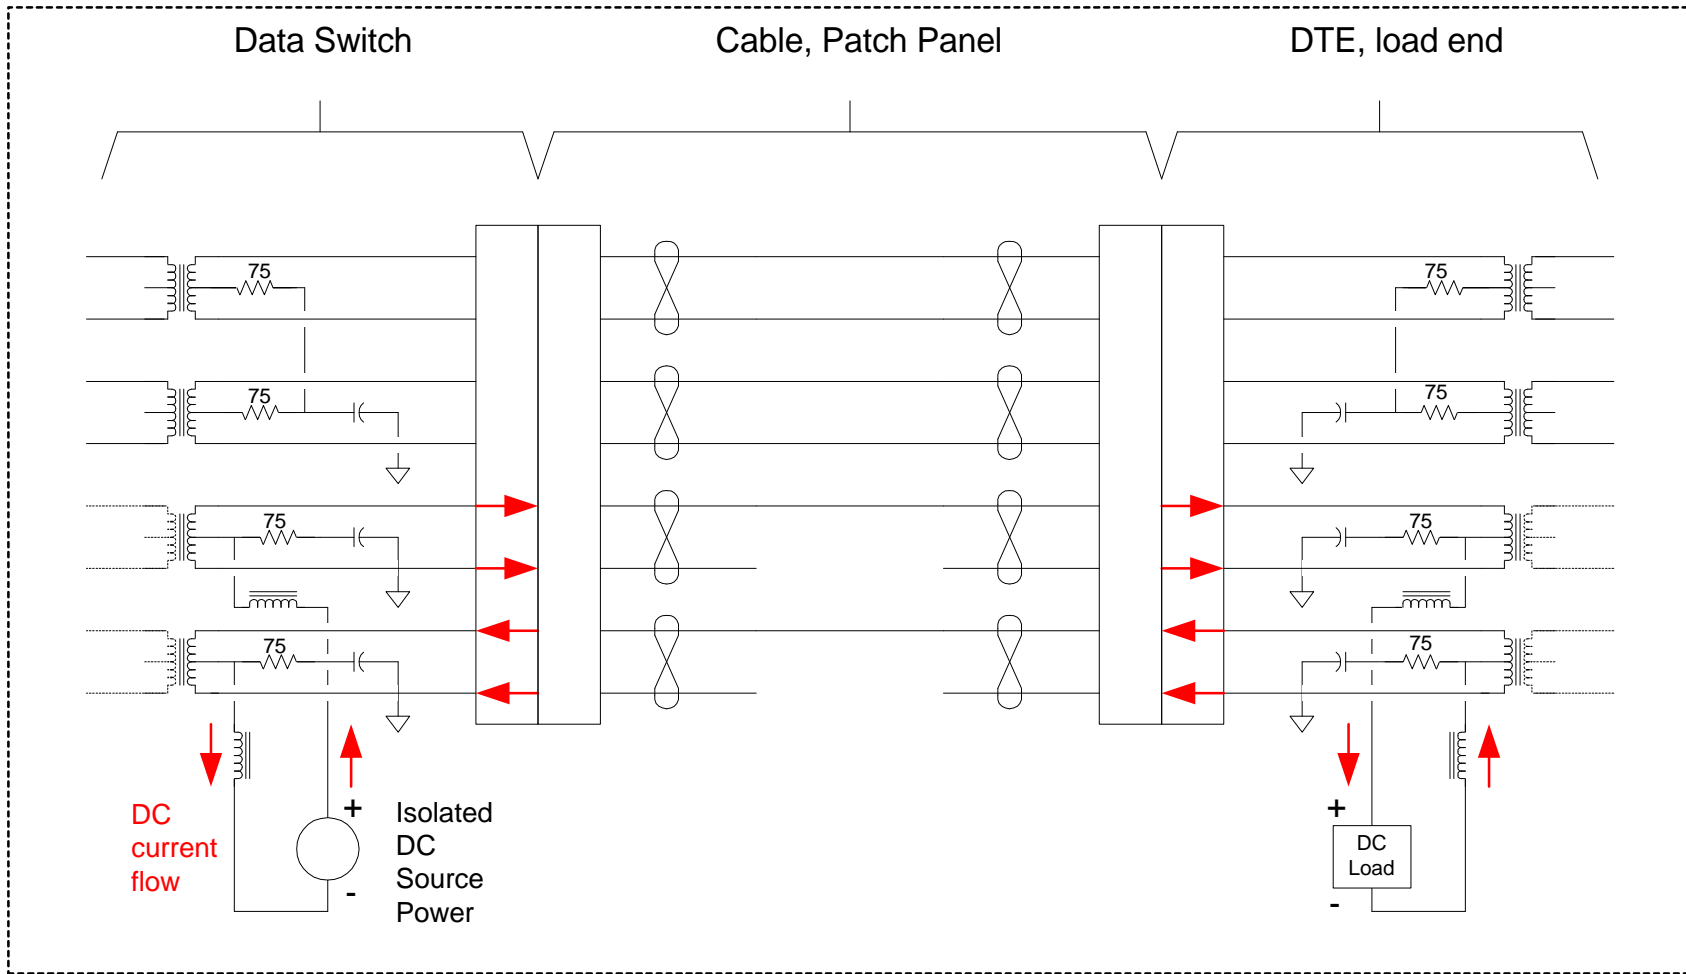 Data Switch
Cable, Patch Panel
DTE, load end
75
75
75
75
75
75
75
75
DC
current
flow
+
-
Isolated
DC
Source
Power
+
DC
Load
-